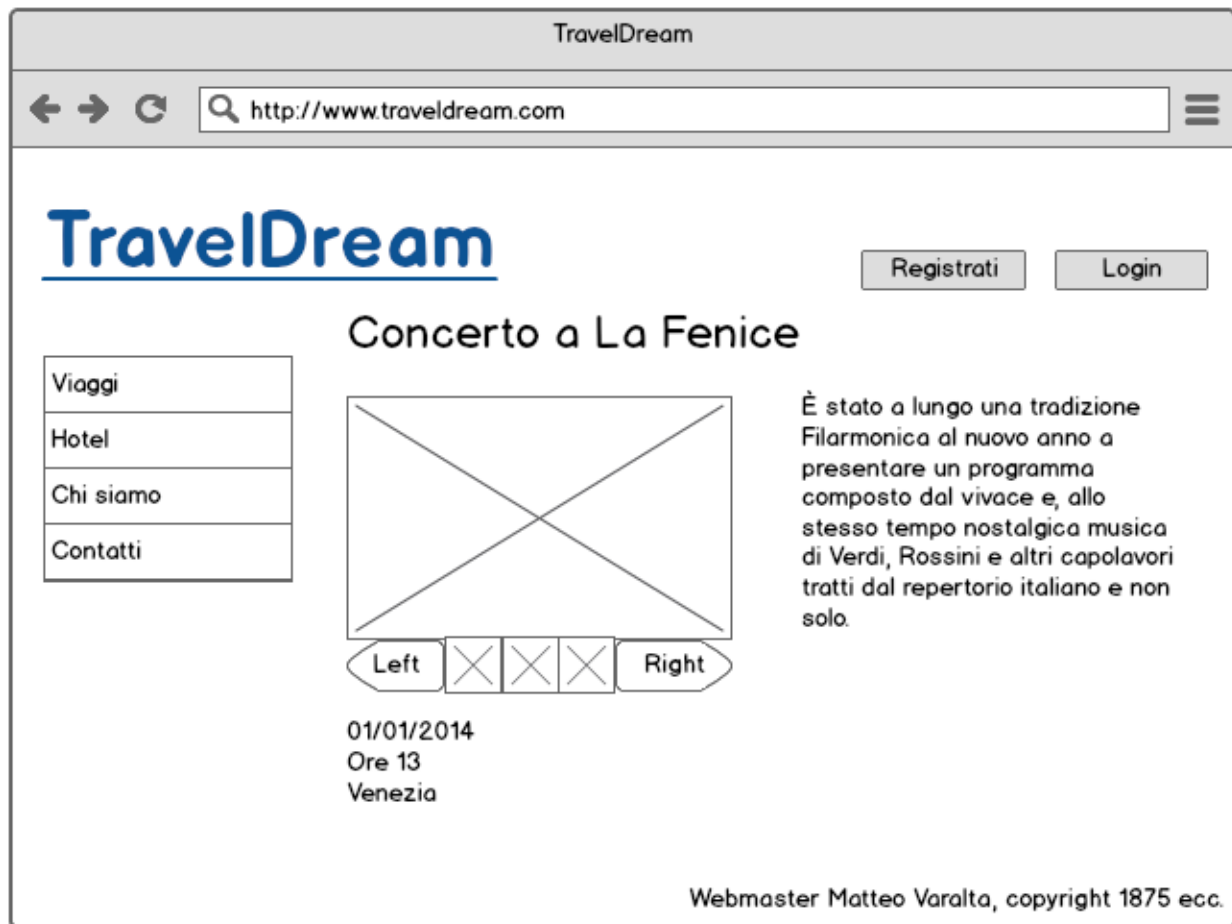 TravelDream
http://www.traveldream.com
TravelDream
Registrati
Login
Concerto a La Fenice
Viaggi
Hotel
Chi siamo
Contatti
È stato a lungo una tradizione
Filarmonica al nuovo anno a
presentare un programma
composto dal vivace e, allo
stesso tempo nostalgica musica
di Verdi, Rossini e altri capolavori
tratti dal repertorio italiano e non
solo.
Left
Right
01/01/2014
Ore 13
Venezia
Webmaster Matteo Varalta, copyright 1875 ecc.